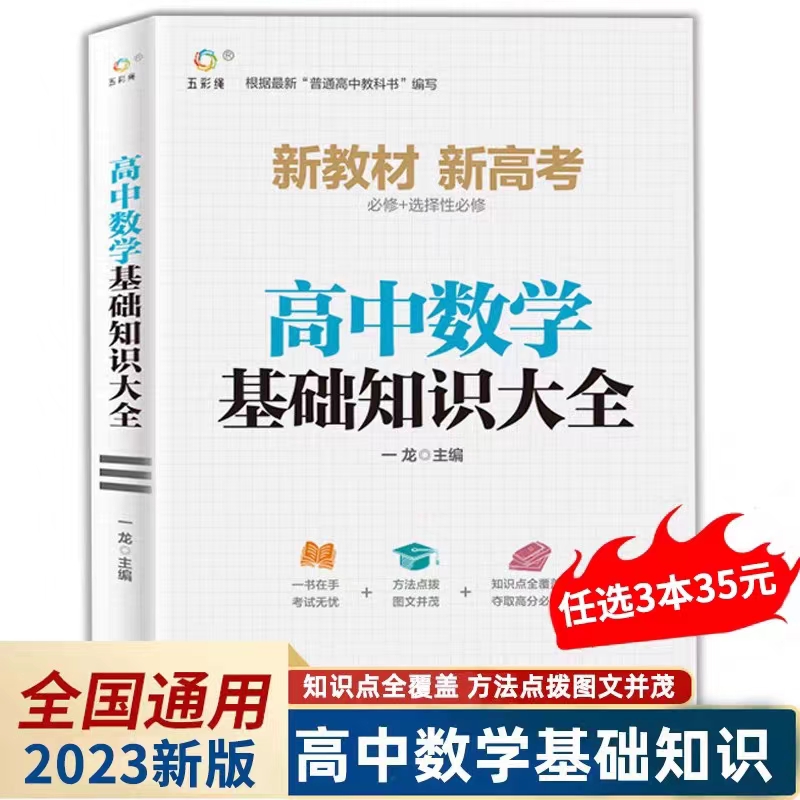 五彩绳®
根据最新“普通高中教科书”编写
新教材 新高考
必修+选择性必修
高中数学
基础知识大全
一龙◎主编
一书在手
考试无忧
+
方法点拨
图文并茂
+
知识点全覆盖
夺取高分必
高中数学基础知识大全
一龙◎主编
任选3本35元
全国通用
2023新版
知识点全覆盖 方法点拨图文并茂
高中数学基础知识